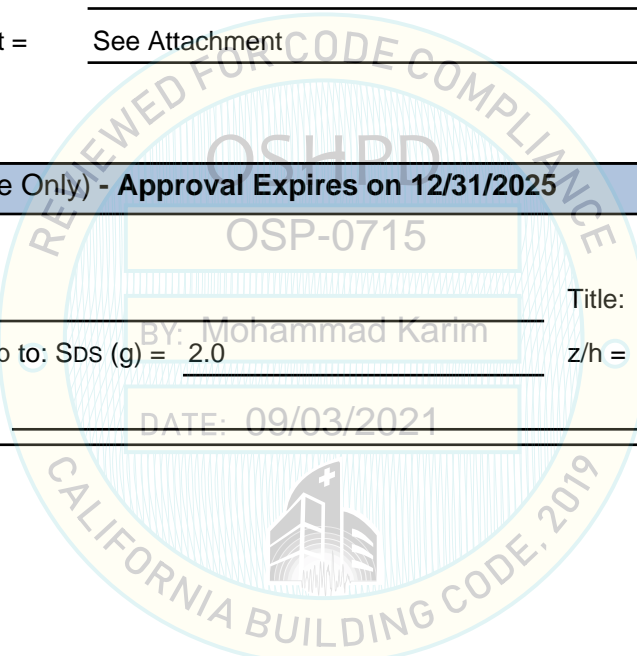 t = See Attachment
REVIEWED FOR CODE COMPLIANCE
OSHPD
e Only) - Approval Expires on 12/31/2025
OSP-0715
Title:
BY: Mohammad Karim
o to: SDS (g) = 2.0 z/h =
DATE: 09/03/2021
CALIFORNIA BUILDING CODE, 2019